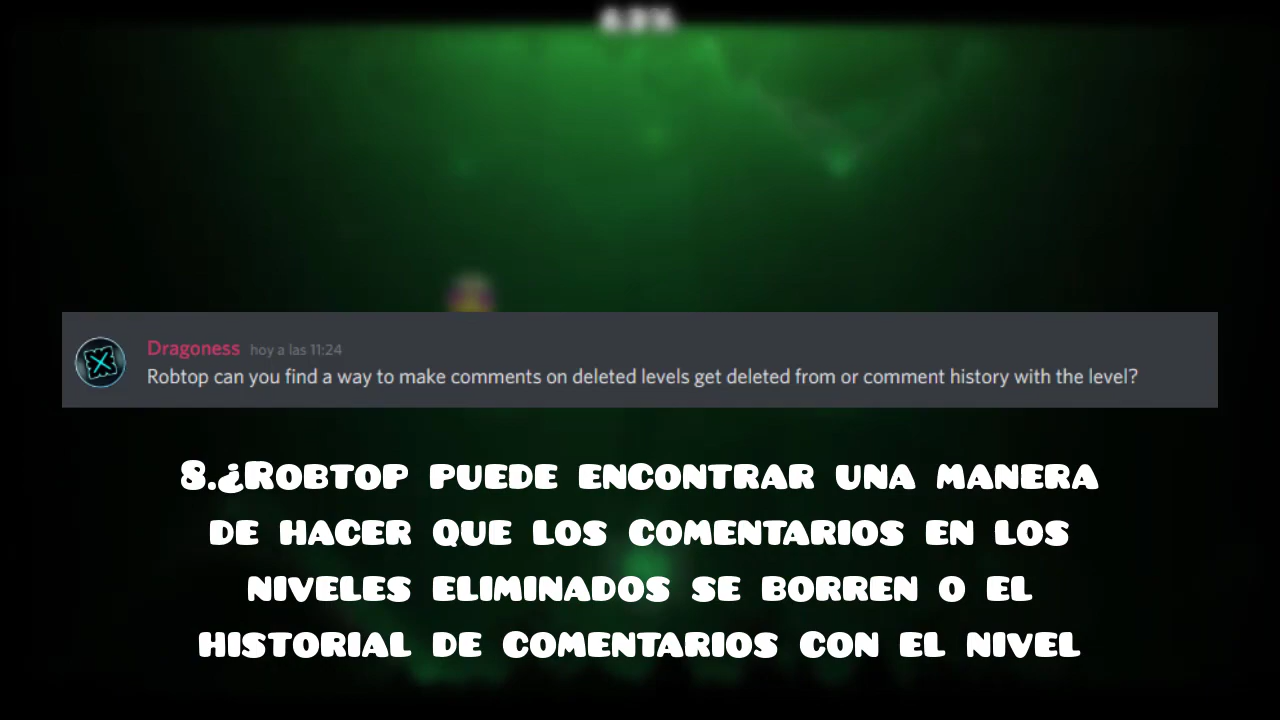 Dragoness hoy a las 11:24
Robtop can you find a way to make comments on deleted levels get deleted from or comment history with the level?
8.¿ROBTOP PUEDE ENCONTRAR UNA MANERA
DE HACER QUE LOS COMENTARIOS EN LOS
NIVELES ELIMINADOS SE BORREN O EL
HISTORIAL DE COMENTARIOS CON EL NIVEL